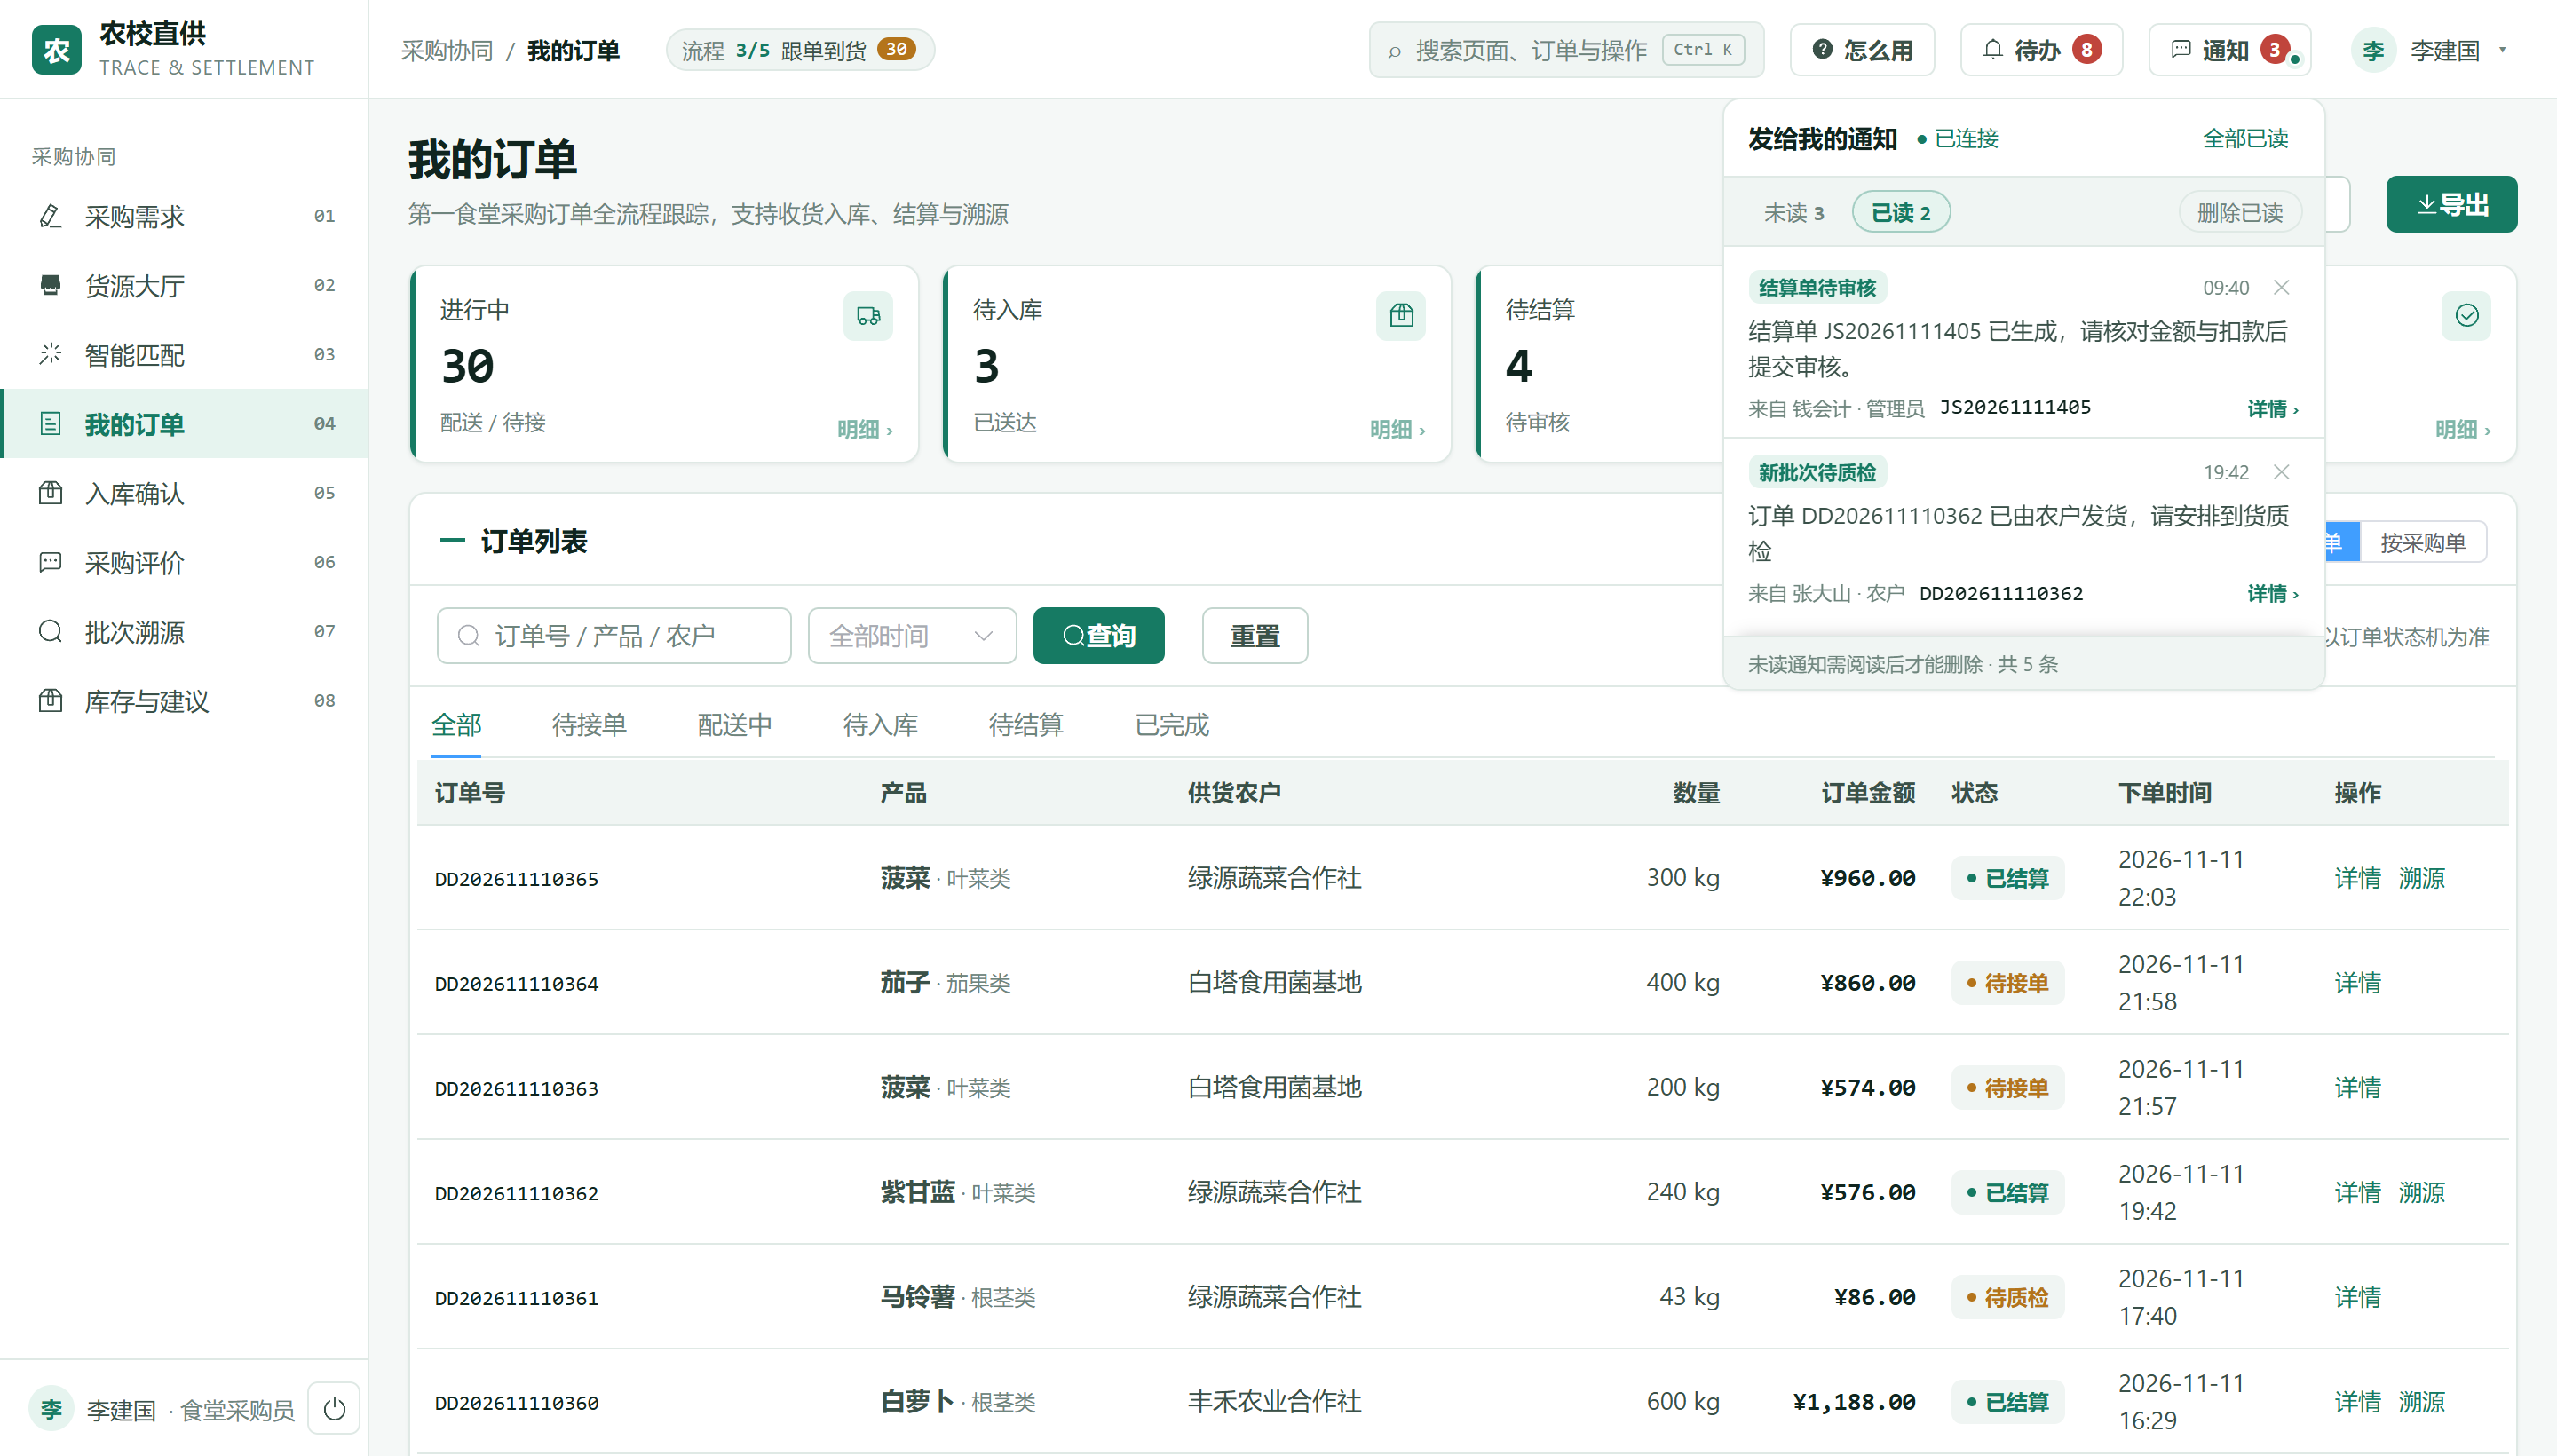 农
农校直供
TRACE & SETTLEMENT
采购协同 / 我的订单
流程 3/5 跟单到货 30
搜索页面、订单与操作 Ctrl K
怎么用
待办 8
通知 3
李 李建国
采购协同
采购需求 01
货源大厅 02
智能匹配 03
我的订单 04
入库确认 05
采购评价 06
批次溯源 07
库存与建议 08
李 李建国 · 食堂采购员
我的订单
第一食堂采购订单全流程跟踪，支持收货入库、结算与溯源
导出
进行中
30
配送 / 待接
明细 ›
待入库
3
已送达
明细 ›
待结算
4
待审核
明细 ›
发给我的通知 已连接 全部已读
未读 3 已读 2 删除已读
结算单待审核 09:40
结算单 JS20261111405 已生成，请核对金额与扣款后
提交审核。
来自 钱会计 · 管理员 JS20261111405 详情 ›
新批次待质检 19:42
订单 DD202611110362 已由农户发货，请安排到货质
检
来自 张大山 · 农户 DD202611110362 详情 ›
未读通知需阅读后才能删除 · 共 5 条
订单列表
单 按采购单
订单号 / 产品 / 农户 全部时间 查询 重置
以订单状态机为准
全部 待接单 配送中 待入库 待结算 已完成
订单号 产品 供货农户 数量 订单金额 状态 下单时间 操作
DD202611110365 菠菜 · 叶菜类 绿源蔬菜合作社 300 kg ¥960.00 已结算 2026-11-11 22:03 详情 溯源
DD202611110364 茄子 · 茄果类 白塔食用菌基地 400 kg ¥860.00 待接单 2026-11-11 21:58 详情
DD202611110363 菠菜 · 叶菜类 白塔食用菌基地 200 kg ¥574.00 待接单 2026-11-11 21:57 详情
DD202611110362 紫甘蓝 · 叶菜类 绿源蔬菜合作社 240 kg ¥576.00 已结算 2026-11-11 19:42 详情 溯源
DD202611110361 马铃薯 · 根茎类 绿源蔬菜合作社 43 kg ¥86.00 待质检 2026-11-11 17:40 详情
DD202611110360 白萝卜 · 根茎类 丰禾农业合作社 600 kg ¥1,188.00 已结算 2026-11-11 16:29 详情 溯源